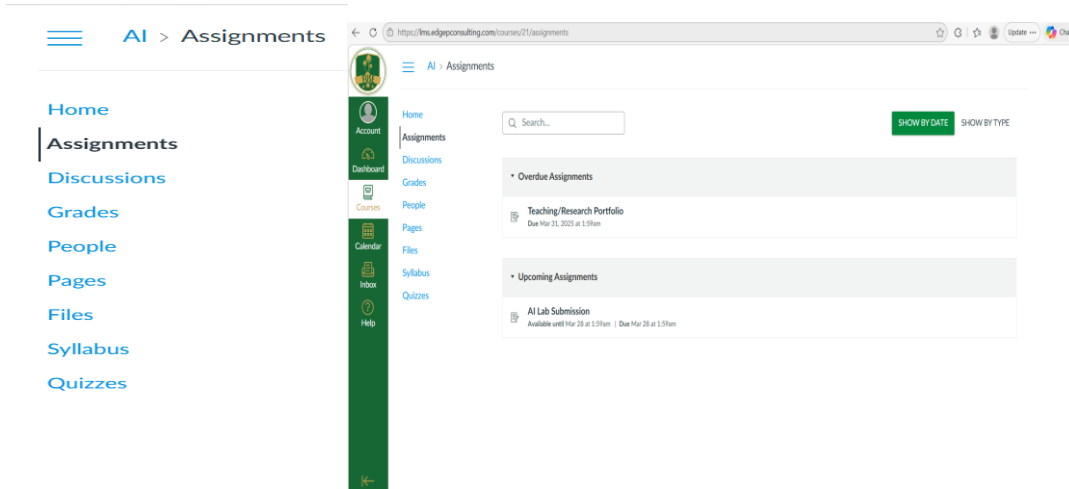 AI > Assignments
Home
Assignments
Discussions
Grades
People
Pages
Files
Syllabus
Quizzes
https://lms.edgepconsulting.com/courses/21/assignments
Update
Account
Dashboard
Courses
Calendar
Inbox
Help
AI > Assignments
Home
Assignments
Discussions
Grades
People
Pages
Files
Syllabus
Quizzes
Search...
SHOW BY DATE SHOW BY TYPE
Overdue Assignments
Teaching/Research Portfolio
Due Mar 31, 2025 at 1:59am
Upcoming Assignments
AI Lab Submission
Available until Mar 28 at 1:59am | Due Mar 28 at 1:59am